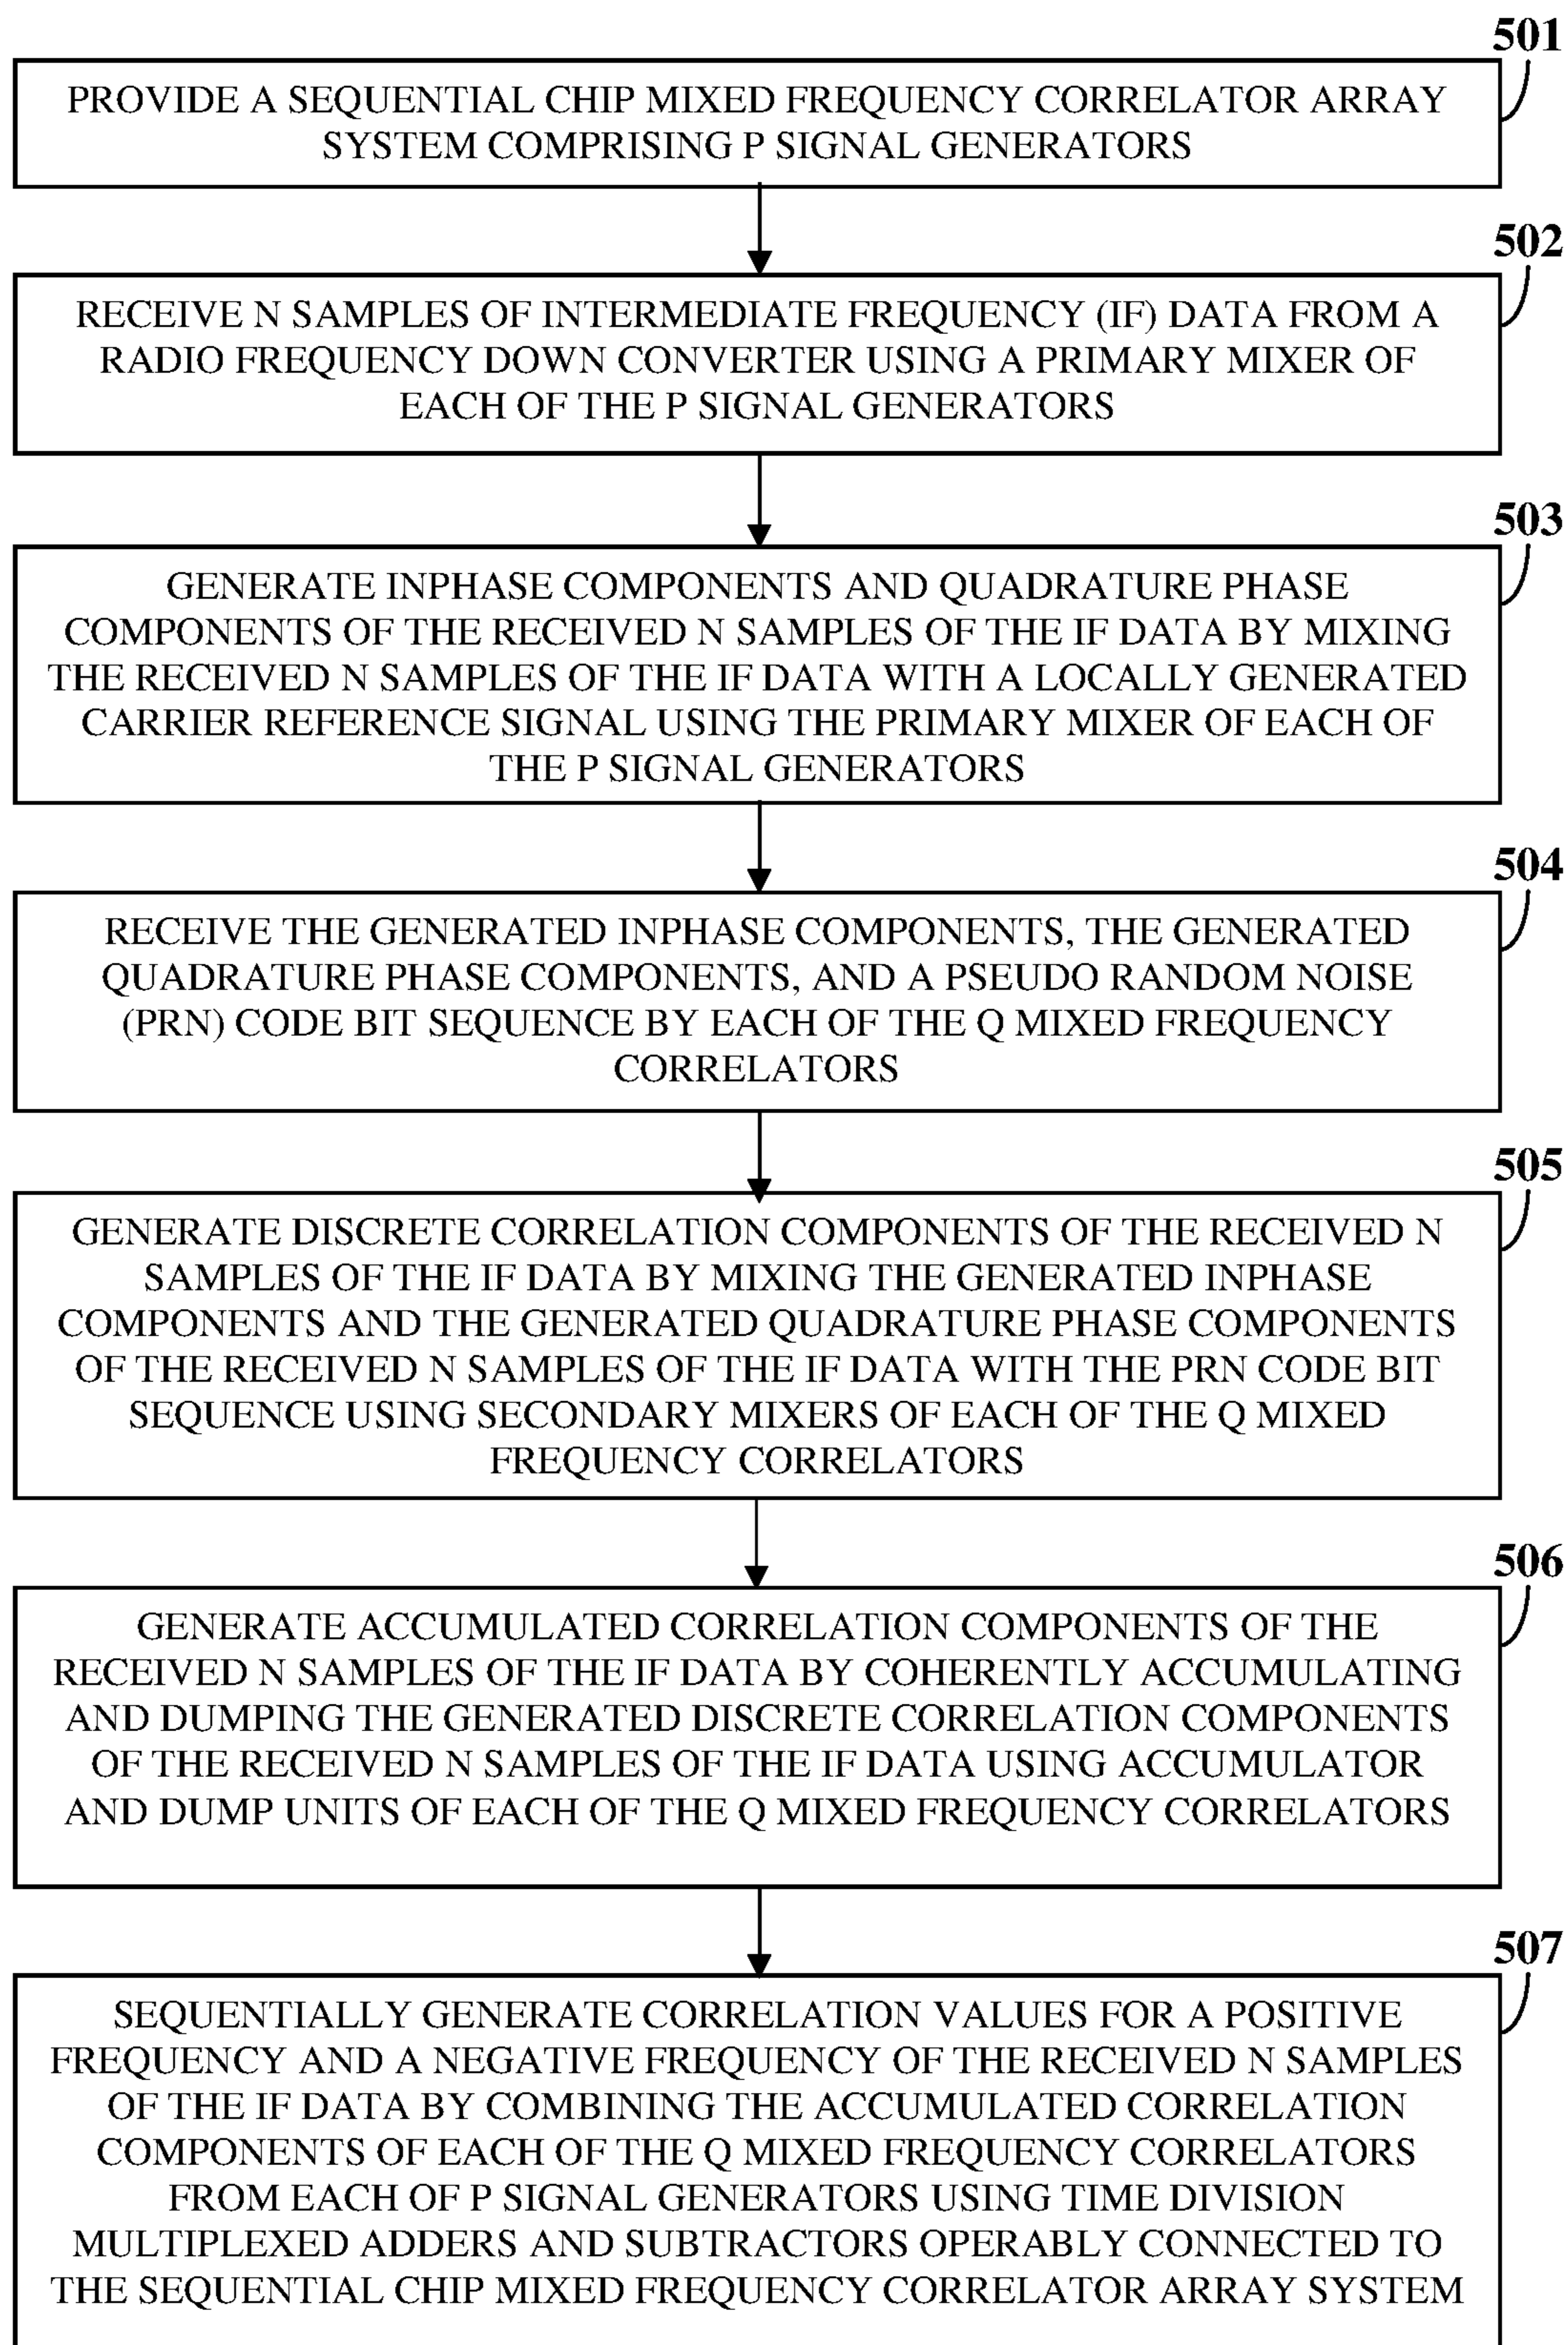 501
PROVIDE A SEQUENTIAL CHIP MIXED FREQUENCY CORRELATOR ARRAY
SYSTEM COMPRISING P SIGNAL GENERATORS
502
RECEIVE N SAMPLES OF INTERMEDIATE FREQUENCY (IF) DATA FROM A
RADIO FREQUENCY DOWN CONVERTER USING A PRIMARY MIXER OF
EACH OF THE P SIGNAL GENERATORS
503
GENERATE INPHASE COMPONENTS AND QUADRATURE PHASE
COMPONENTS OF THE RECEIVED N SAMPLES OF THE IF DATA BY MIXING
THE RECEIVED N SAMPLES OF THE IF DATA WITH A LOCALLY GENERATED
CARRIER REFERENCE SIGNAL USING THE PRIMARY MIXER OF EACH OF
THE P SIGNAL GENERATORS
504
RECEIVE THE GENERATED INPHASE COMPONENTS, THE GENERATED
QUADRATURE PHASE COMPONENTS, AND A PSEUDO RANDOM NOISE
(PRN) CODE BIT SEQUENCE BY EACH OF THE Q MIXED FREQUENCY
CORRELATORS
505
GENERATE DISCRETE CORRELATION COMPONENTS OF THE RECEIVED N
SAMPLES OF THE IF DATA BY MIXING THE GENERATED INPHASE
COMPONENTS AND THE GENERATED QUADRATURE PHASE COMPONENTS
OF THE RECEIVED N SAMPLES OF THE IF DATA WITH THE PRN CODE BIT
SEQUENCE USING SECONDARY MIXERS OF EACH OF THE Q MIXED
FREQUENCY CORRELATORS
506
GENERATE ACCUMULATED CORRELATION COMPONENTS OF THE
RECEIVED N SAMPLES OF THE IF DATA BY COHERENTLY ACCUMULATING
AND DUMPING THE GENERATED DISCRETE CORRELATION COMPONENTS
OF THE RECEIVED N SAMPLES OF THE IF DATA USING ACCUMULATOR
AND DUMP UNITS OF EACH OF THE Q MIXED FREQUENCY CORRELATORS
507
SEQUENTIALLY GENERATE CORRELATION VALUES FOR A POSITIVE
FREQUENCY AND A NEGATIVE FREQUENCY OF THE RECEIVED N SAMPLES
OF THE IF DATA BY COMBINING THE ACCUMULATED CORRELATION
COMPONENTS OF EACH OF THE Q MIXED FREQUENCY CORRELATORS
FROM EACH OF P SIGNAL GENERATORS USING TIME DIVISION
MULTIPLEXED ADDERS AND SUBTRACTORS OPERABLY CONNECTED TO
THE SEQUENTIAL CHIP MIXED FREQUENCY CORRELATOR ARRAY SYSTEM